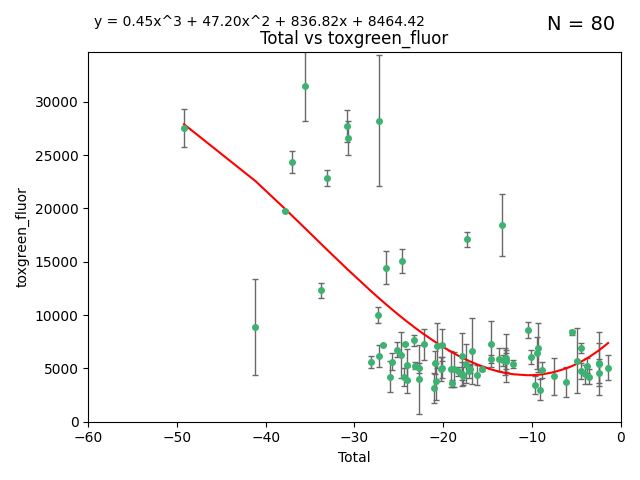 y = 0.45x^3 + 47.20x^2 + 836.82x + 8464.42
N = 80
Total vs toxgreen_fluor
toxgreen_fluor
30000
25000
20000
15000
10000
5000
0
−60
−50
−40
−30
−20
−10
0
Total